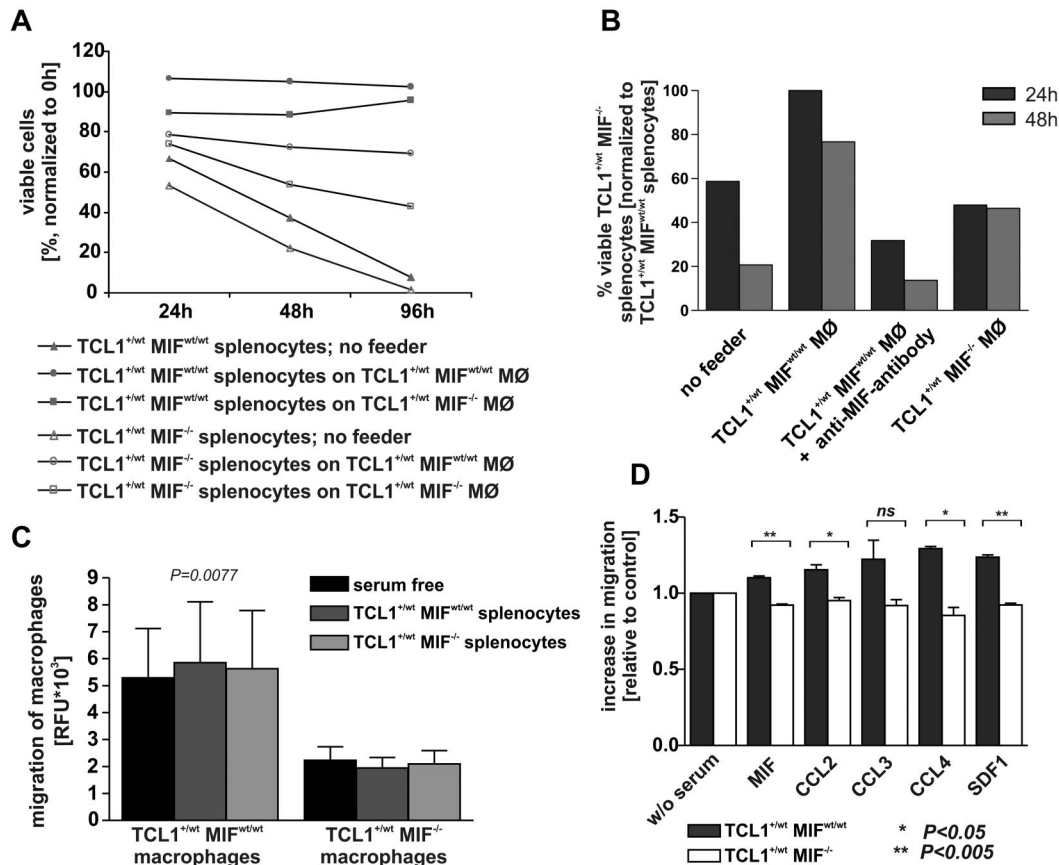 A
viable cells
[%, normalized to 0h]
120
100
80
60
40
20
0
24h 48h 96h
TCL1+/wt MIFwt/wt splenocytes; no feeder
TCL1+/wt MIFwt/wt splenocytes on TCL1+/wt MIFwt/wt MØ
TCL1+/wt MIFwt/wt splenocytes on TCL1+/wt MIF-/- MØ
TCL1+/wt MIF-/- splenocytes; no feeder
TCL1+/wt MIF-/- splenocytes on TCL1+/wt MIFwt/wt MØ
TCL1+/wt MIF-/- splenocytes on TCL1+/wt MIF-/- MØ
B
% viable TCL1+/wt MIF-/-
splenocytes [normalized to
TCL1+/wt MIFwt/wt splenocytes]
100
80
60
40
20
0
24h
48h
no feeder
TCL1+/wt MIFwt/wt MØ
TCL1+/wt MIFwt/wt MØ
+ anti-MIF-antibody
TCL1+/wt MIF-/- MØ
C
migration of macrophages
[RFU*10³]
9
8
7
6
5
4
3
2
1
0
P=0.0077
serum free
TCL1+/wt MIFwt/wt splenocytes
TCL1+/wt MIF-/- splenocytes
TCL1+/wt MIFwt/wt
macrophages
TCL1+/wt MIF-/-
macrophages
D
increase in migration
[relative to control]
1.5
1.0
0.5
0.0
** * ns * **
w/o serum MIF CCL2 CCL3 CCL4 SDF1
TCL1+/wt MIFwt/wt * P<0.05
TCL1+/wt MIF-/- ** P<0.005